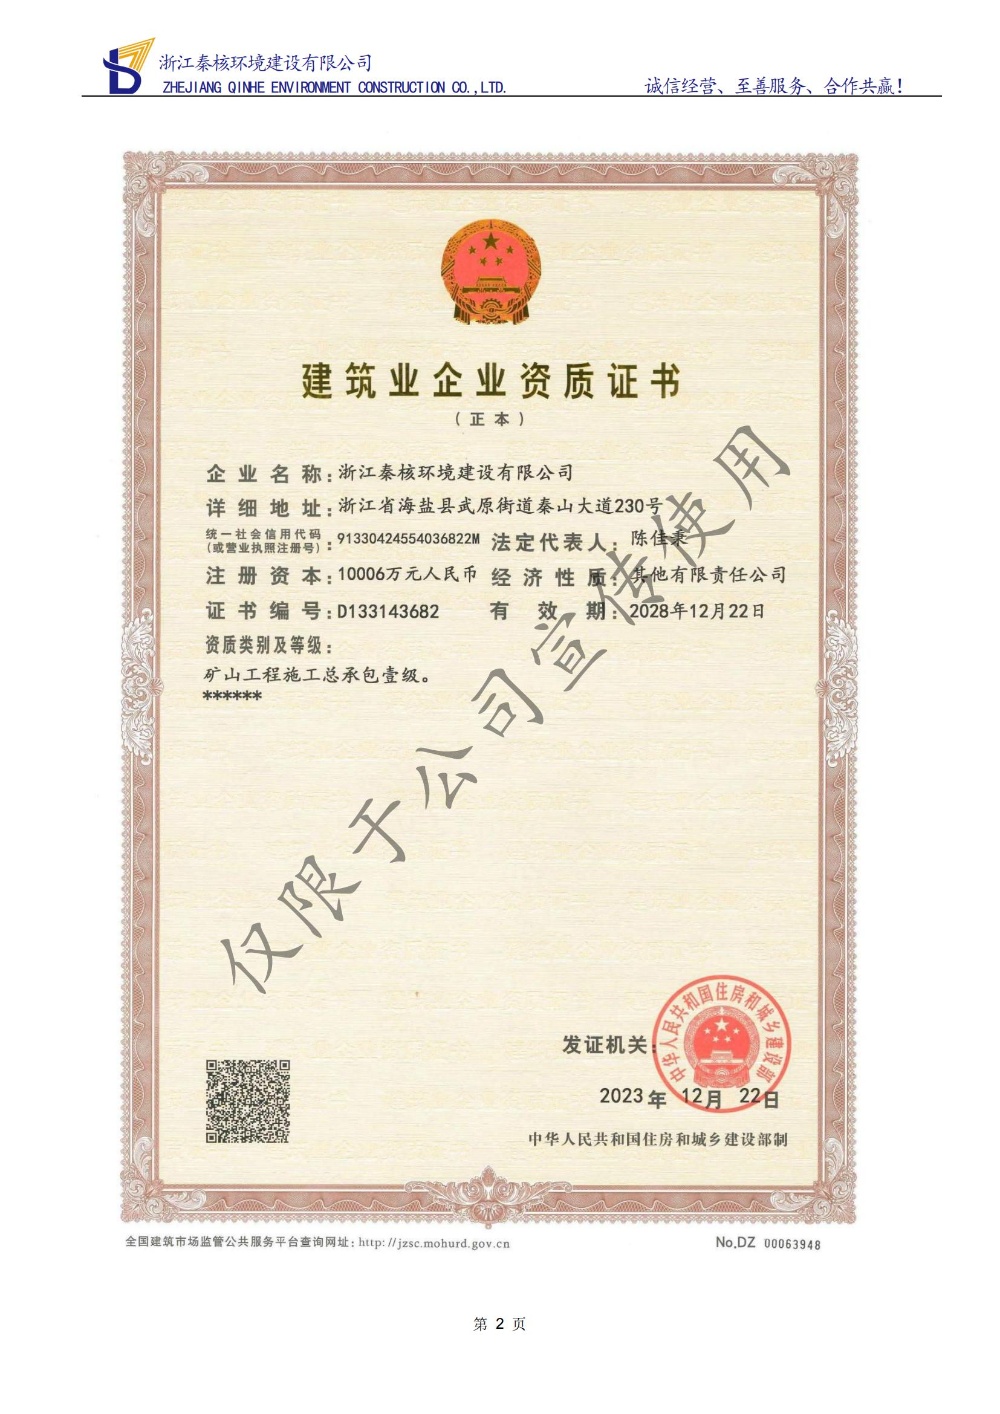 浙江秦核环境建设有限公司
ZHEJIANG QINHE ENVIRONMENT CONSTRUCTION CO.,LTD.
诚信经营、至善服务、合作共赢！
建筑业企业资质证书
（正本）
企业名称：浙江秦核环境建设有限公司
详细地址：浙江省海盐县武原街道秦山大道230号
统一社会信用代码
（或营业执照注册号）：91330424554036822M 法定代表人：陈佳秉
注册资本：10006万元人民币 经济性质：其他有限责任公司
证书编号：D133143682 有效期：2028年12月22日
资质类别及等级：
矿山工程施工总承包壹级。
******
仅限于公司宣传使用
发证机关：
中华人民共和国住房和城乡建设部
2023年 12月 22日
中华人民共和国住房和城乡建设部制
全国建筑市场监管公共服务平台查询网址：http://jzsc.mohurd.gov.cn
No.DZ 00063948
第 2 页